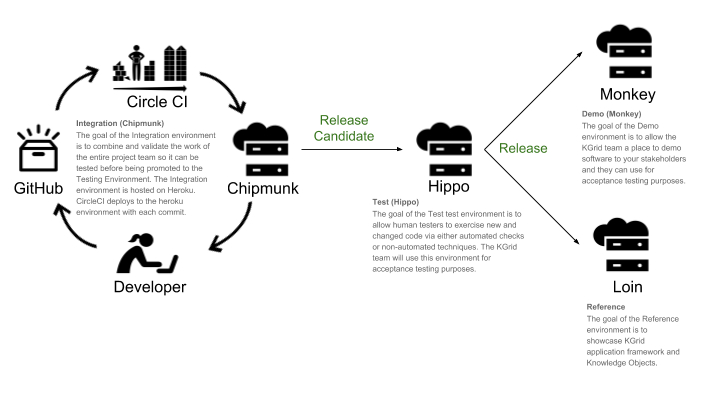 Circle CI
GitHub
Integration (Chipmunk)
The goal of the Integration environment
is to combine and validate the work of
the entire project team so it can be
tested before being promoted to the
Testing Environment. The Integration
environment is hosted on Heroku.
CircleCI deploys to the heroku
environment with each commit.
Chipmunk
Developer
Release
Candidate
Hippo
Test (Hippo)
The goal of the Test test environment is to
allow human testers to exercise new and
changed code via either automated checks
or non-automated techniques. The KGrid
team will use this environment for
acceptance testing purposes.
Release
Monkey
Demo (Monkey)
The goal of the Demo
environment is to allow the
KGrid team a place to demo
software to your stakeholders
and they can use for
acceptance testing purposes.
Loin
Reference
The goal of the Reference
environment is to
showcase KGrid
application framework and
Knowledge Objects.